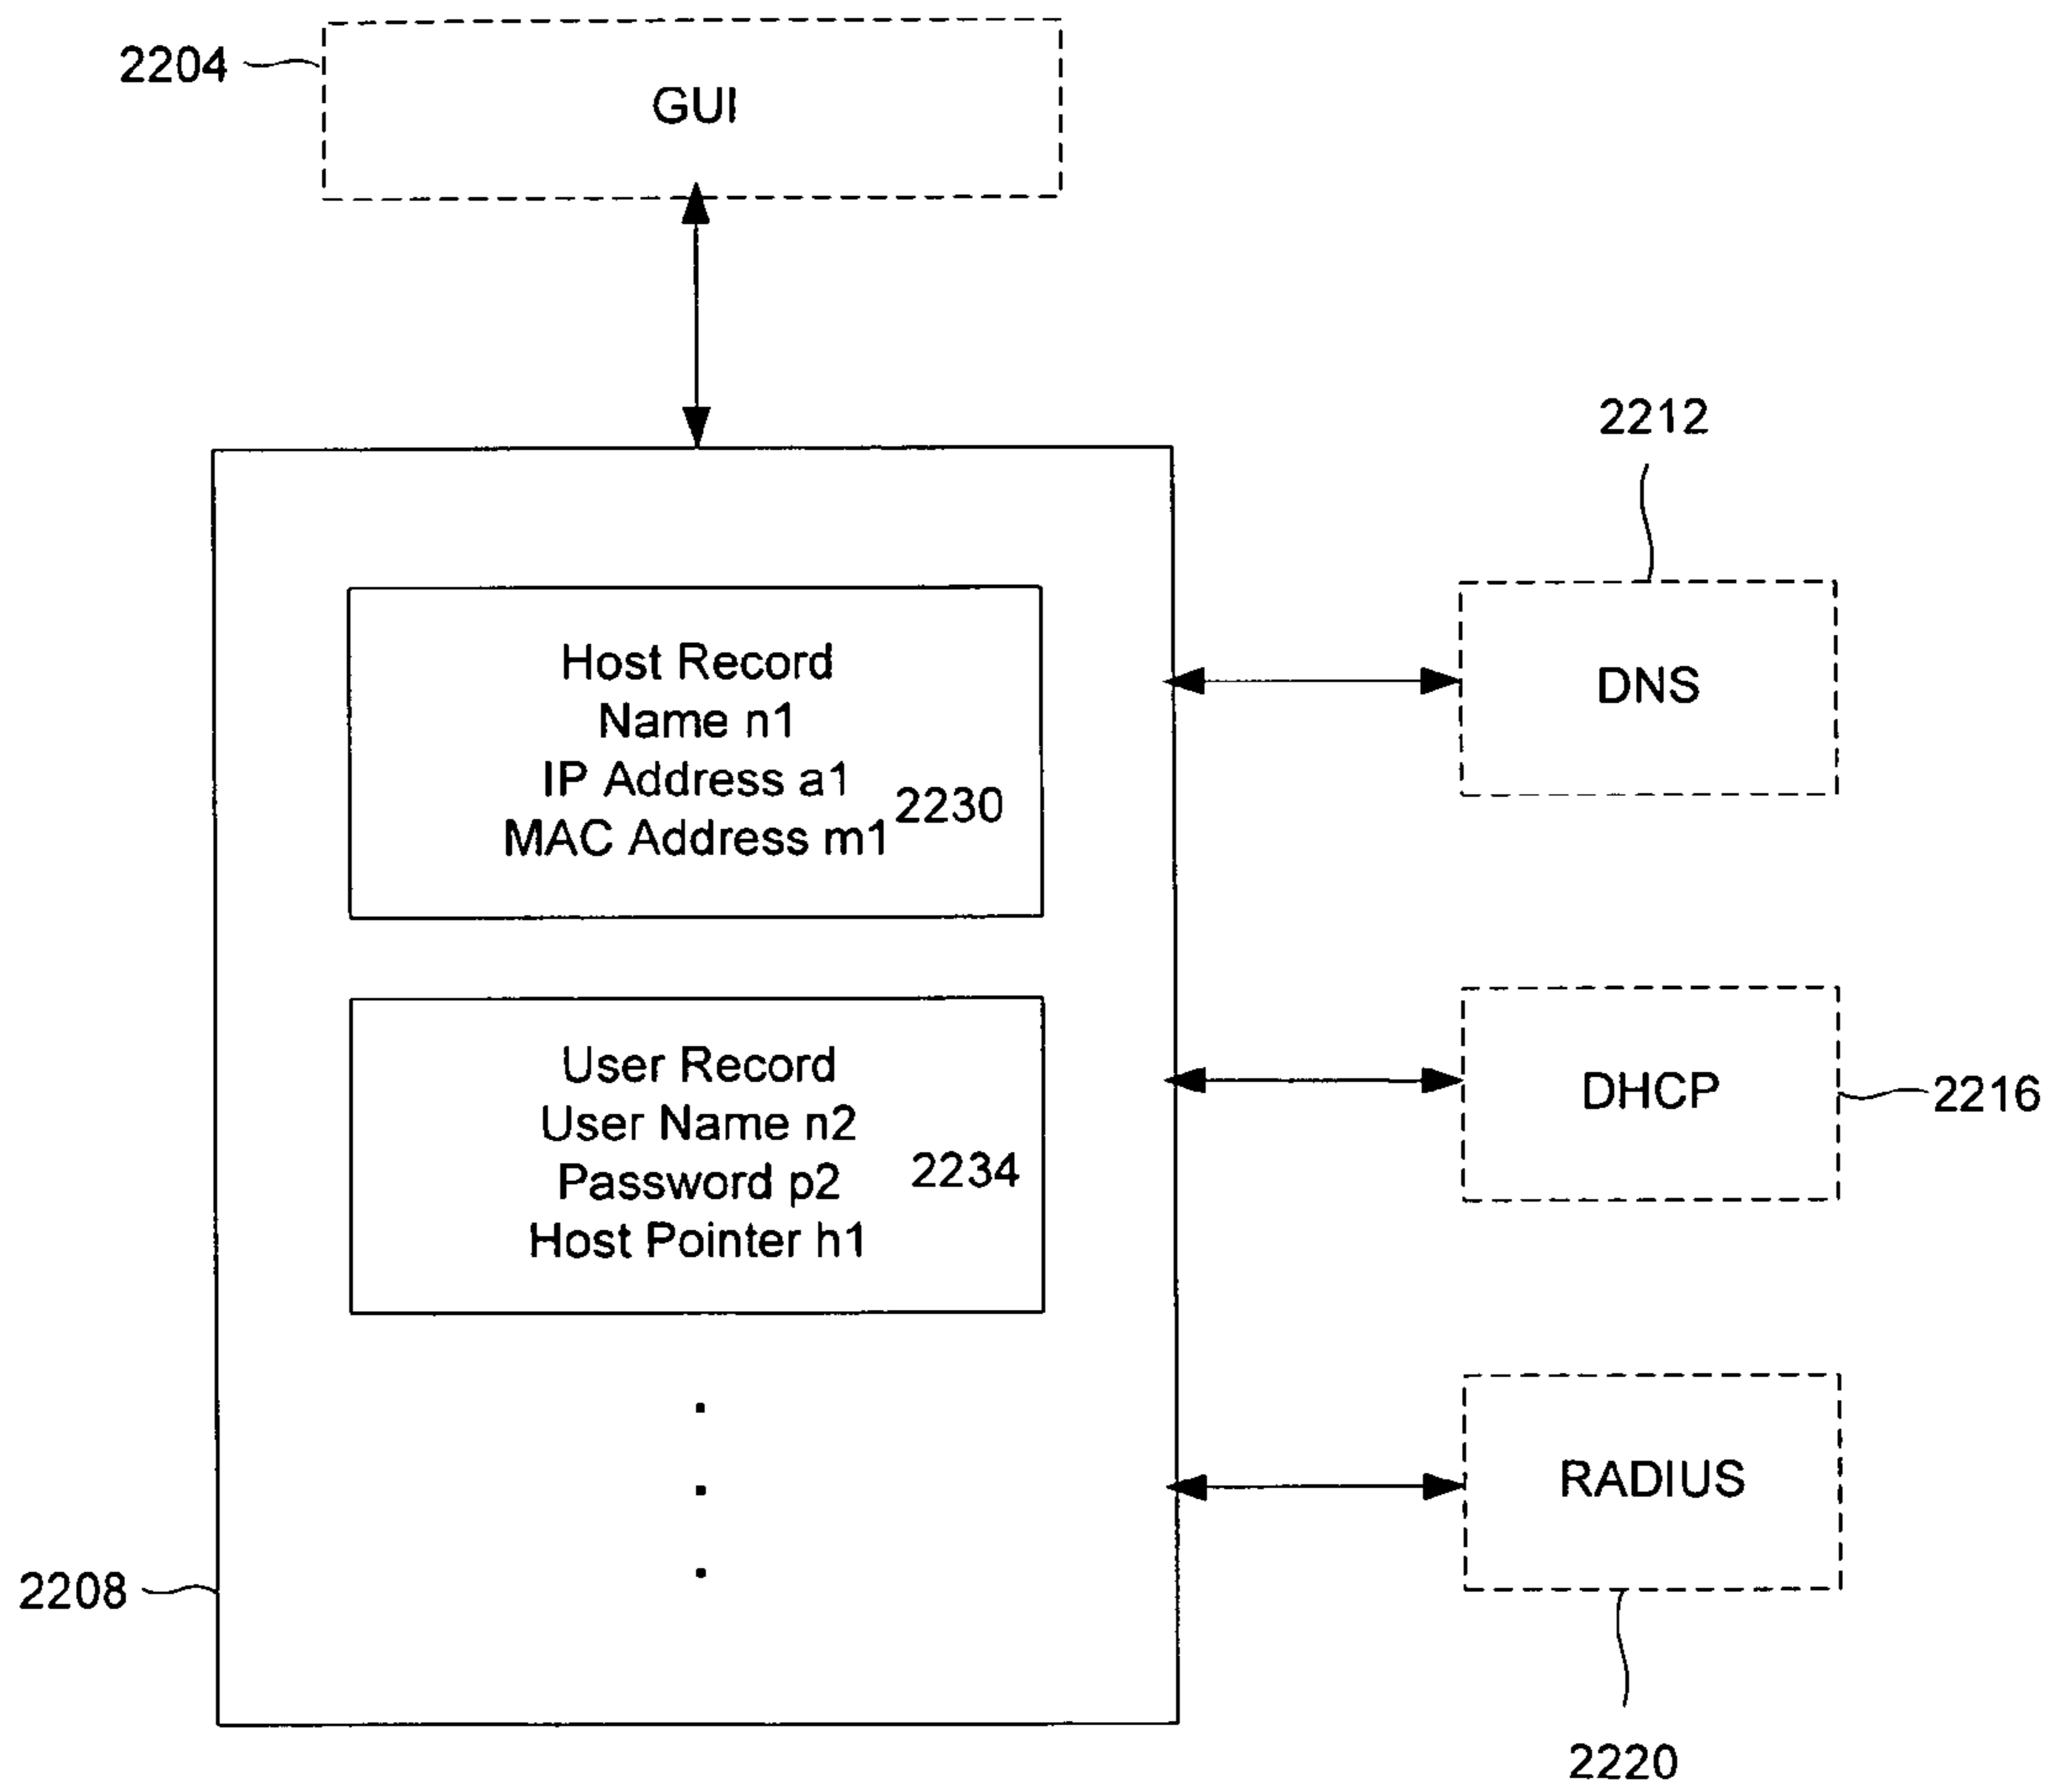 2204
GUI
2212
Host Record
Name n1
IP Address a1
MAC Address m1
2230
DNS
User Record
User Name n2
Password p2
Host Pointer h1
2234
DHCP
2216
RADIUS
2208
2220